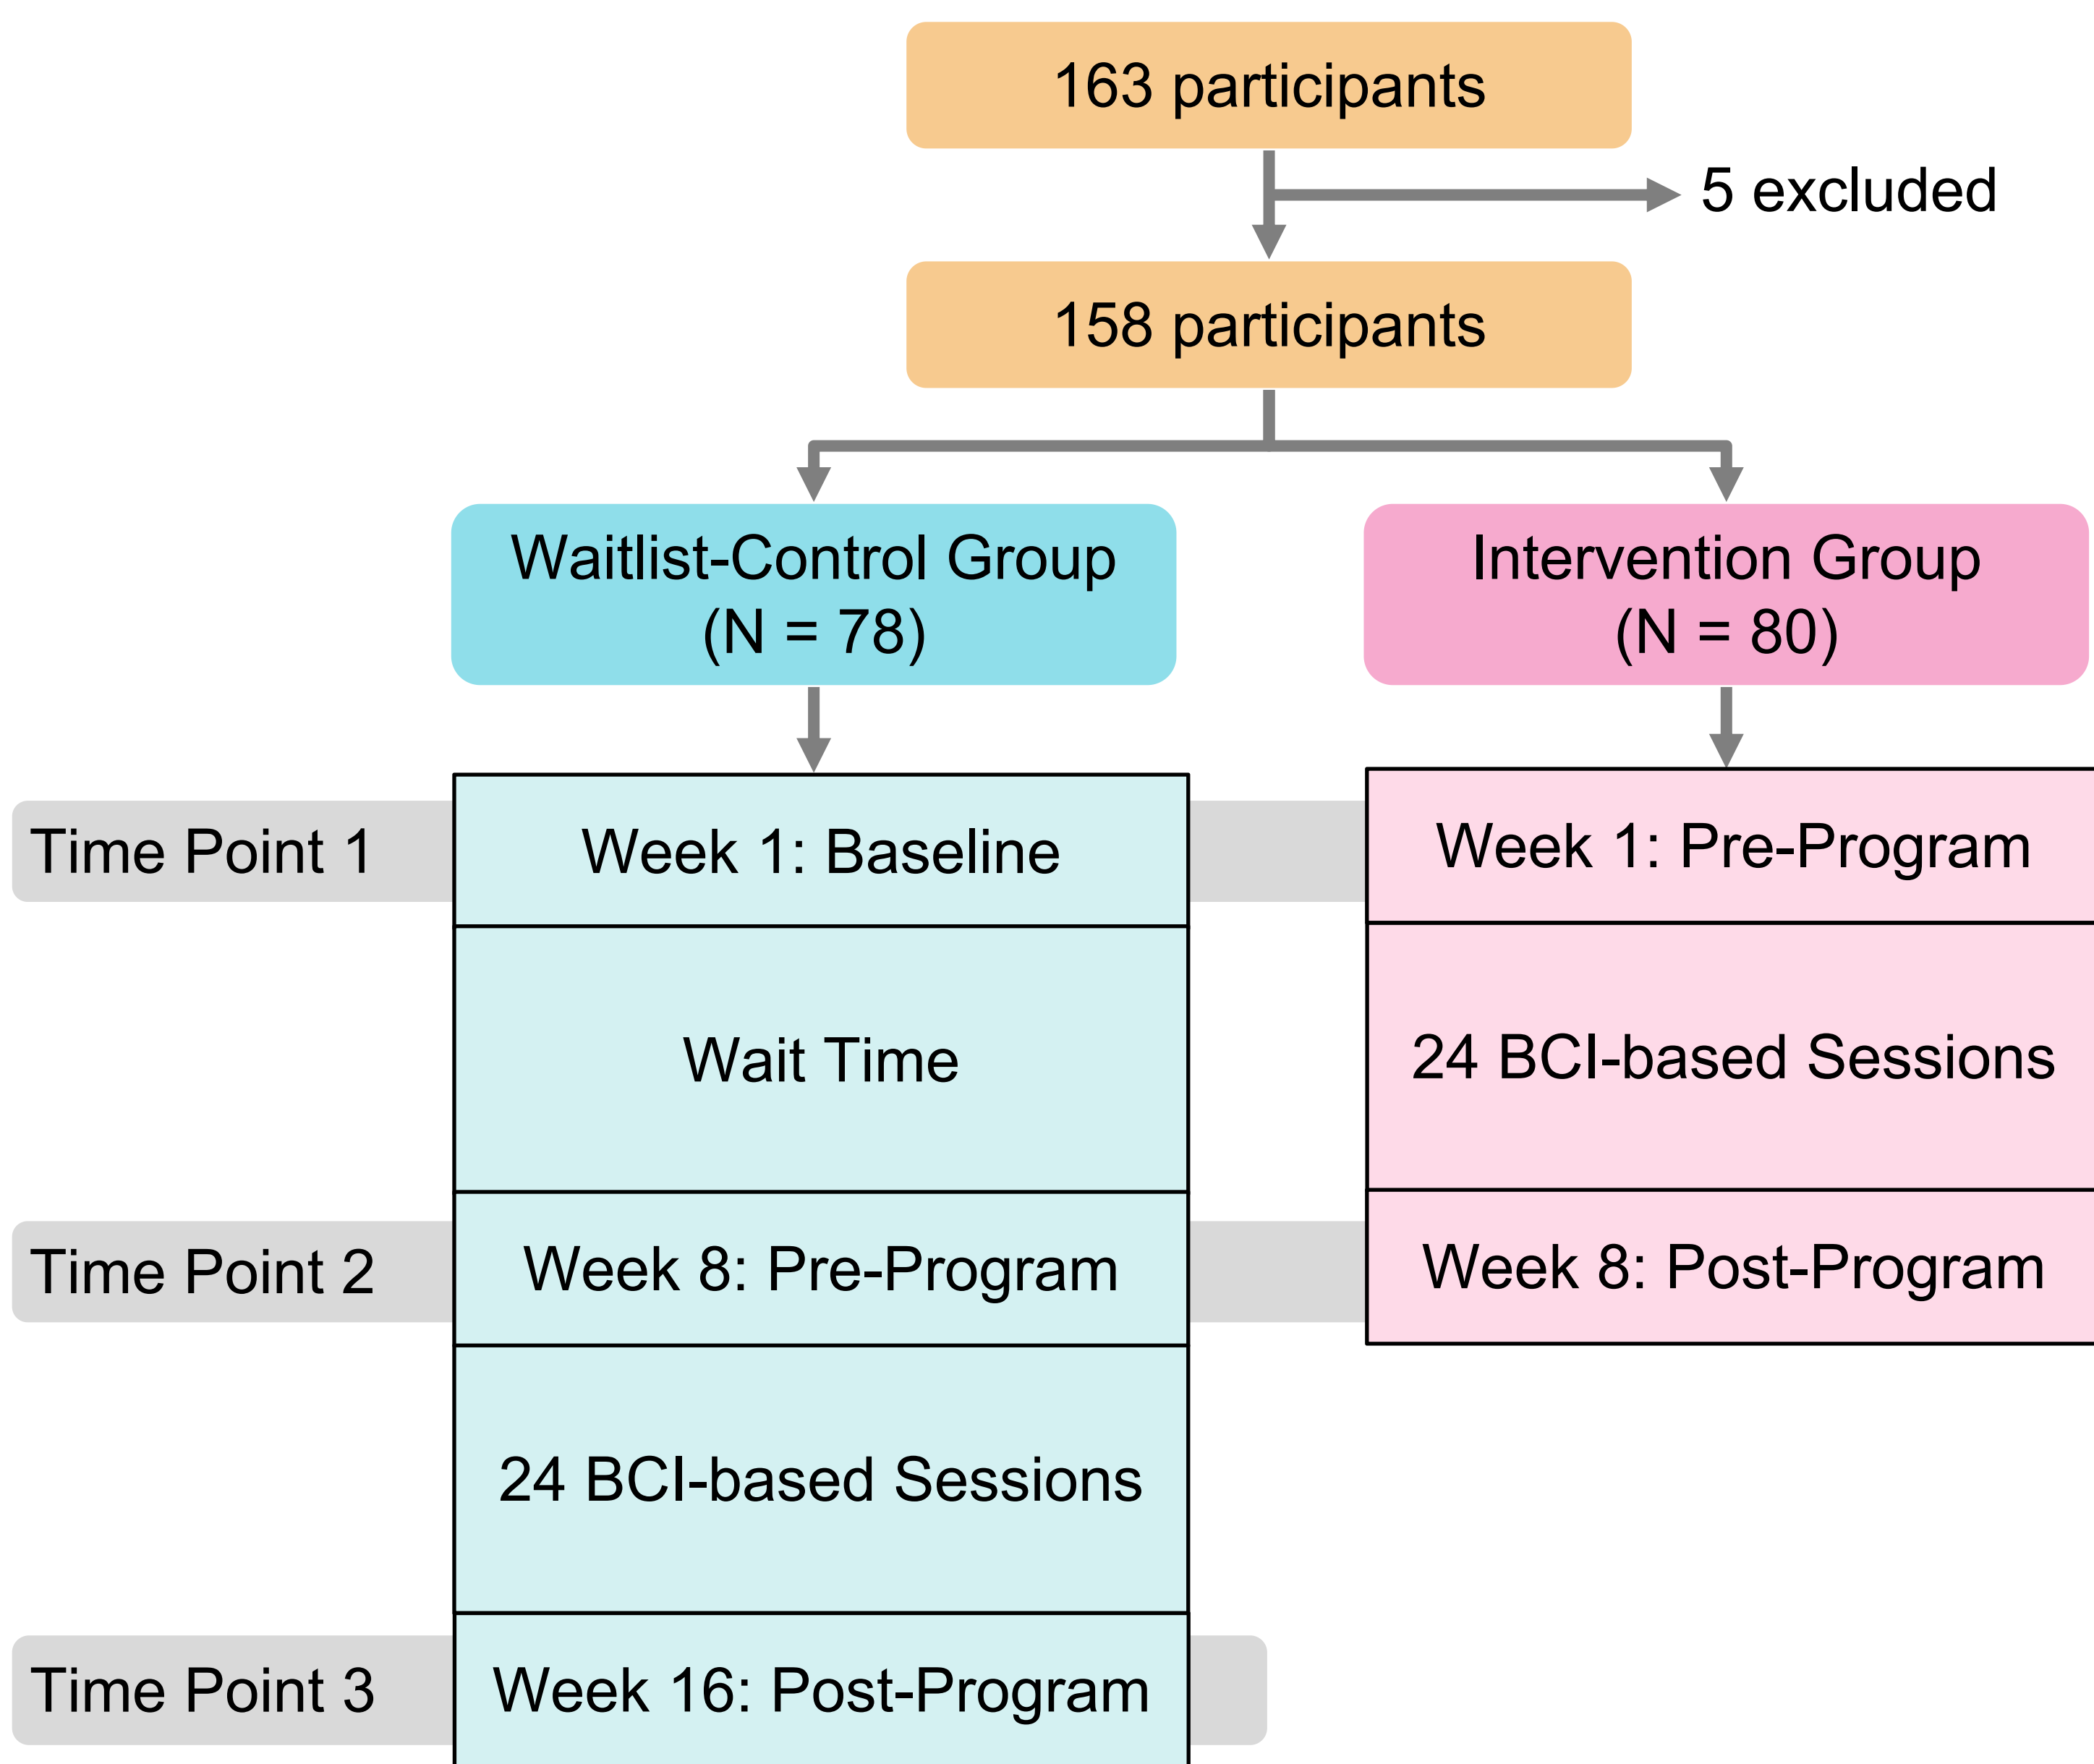 163 participants
5 excluded
158 participants
Waitlist-Control Group
(N = 78)
Intervention Group
(N = 80)
Time Point 1
Week 1: Baseline
Week 1: Pre-Program
Wait Time
24 BCI-based Sessions
Time Point 2
Week 8: Pre-Program
Week 8: Post-Program
24 BCI-based Sessions
Time Point 3
Week 16: Post-Program